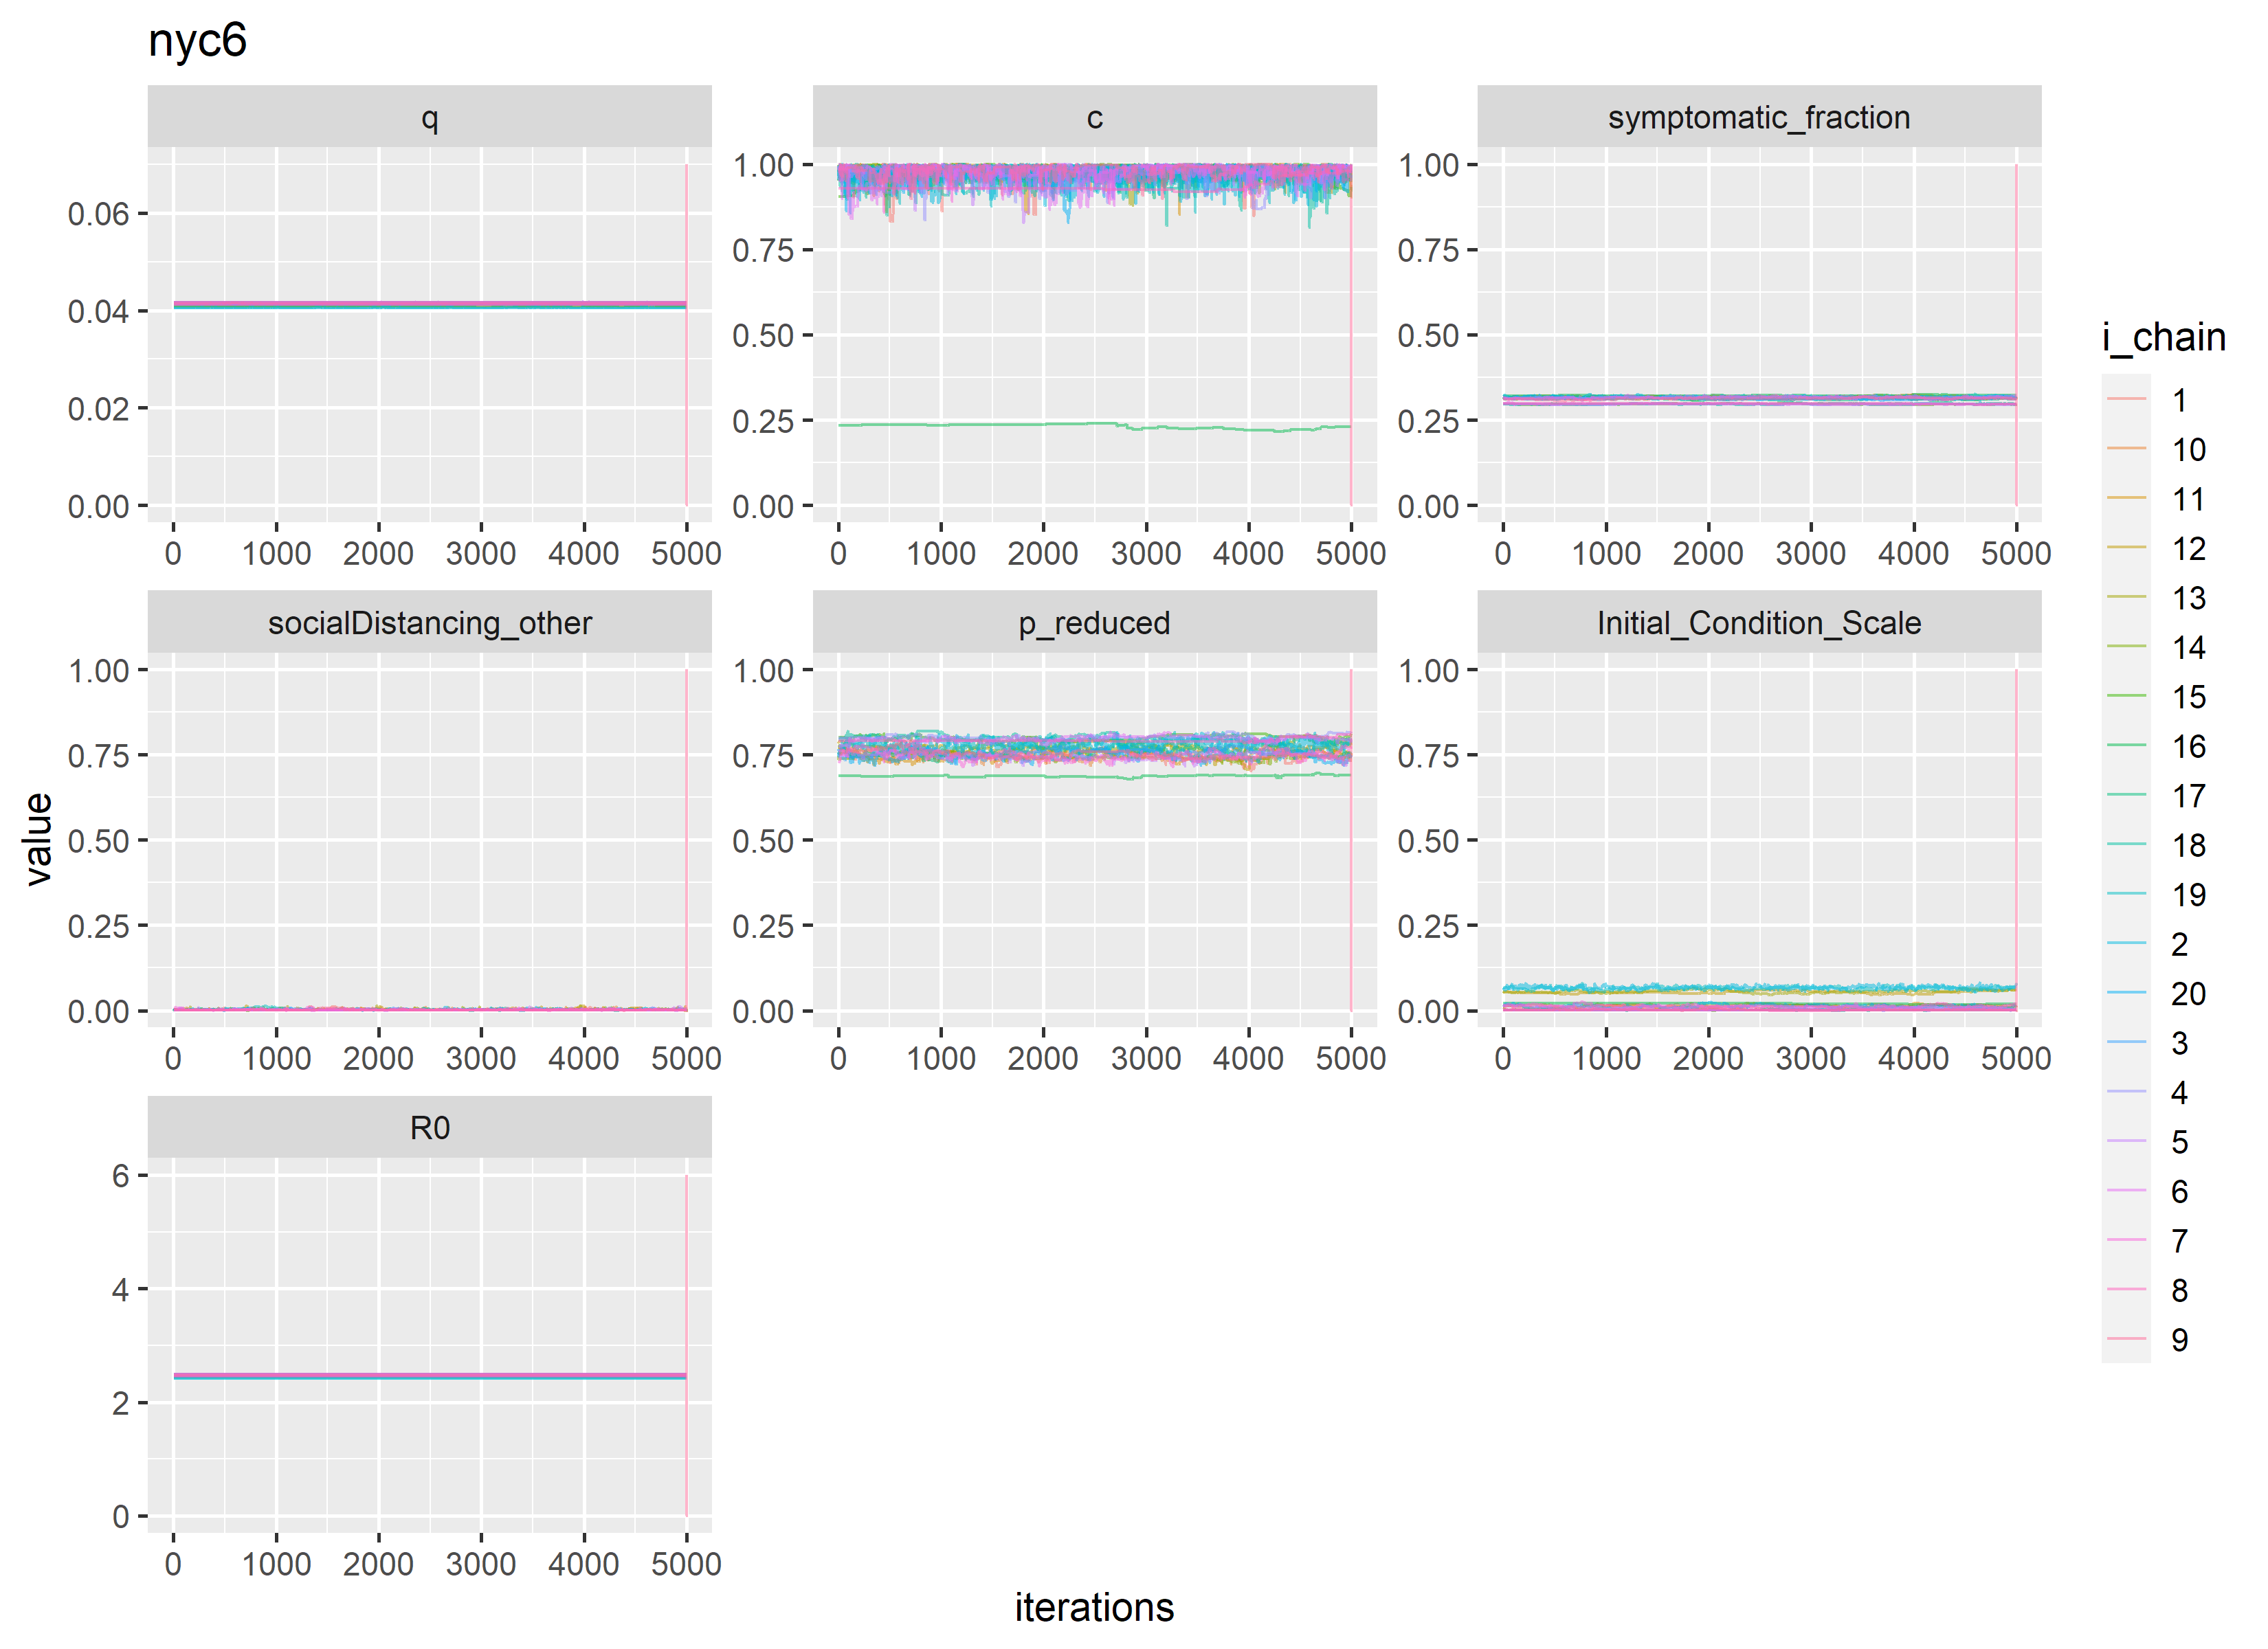 nyc6
q
c
symptomatic_fraction
0.06
0.04
0.02
0.00
1.00
0.75
0.50
0.25
0.00
1.00
0.75
0.50
0.25
0.00
0 1000 2000 3000 4000 5000
0 1000 2000 3000 4000 5000
0 1000 2000 3000 4000 5000
socialDistancing_other
p_reduced
Initial_Condition_Scale
1.00
0.75
0.50
0.25
0.00
1.00
0.75
0.50
0.25
0.00
1.00
0.75
0.50
0.25
0.00
0 1000 2000 3000 4000 5000
0 1000 2000 3000 4000 5000
0 1000 2000 3000 4000 5000
R0
6
4
2
0
0 1000 2000 3000 4000 5000
value
iterations
i_chain
1
10
11
12
13
14
15
16
17
18
19
2
20
3
4
5
6
7
8
9